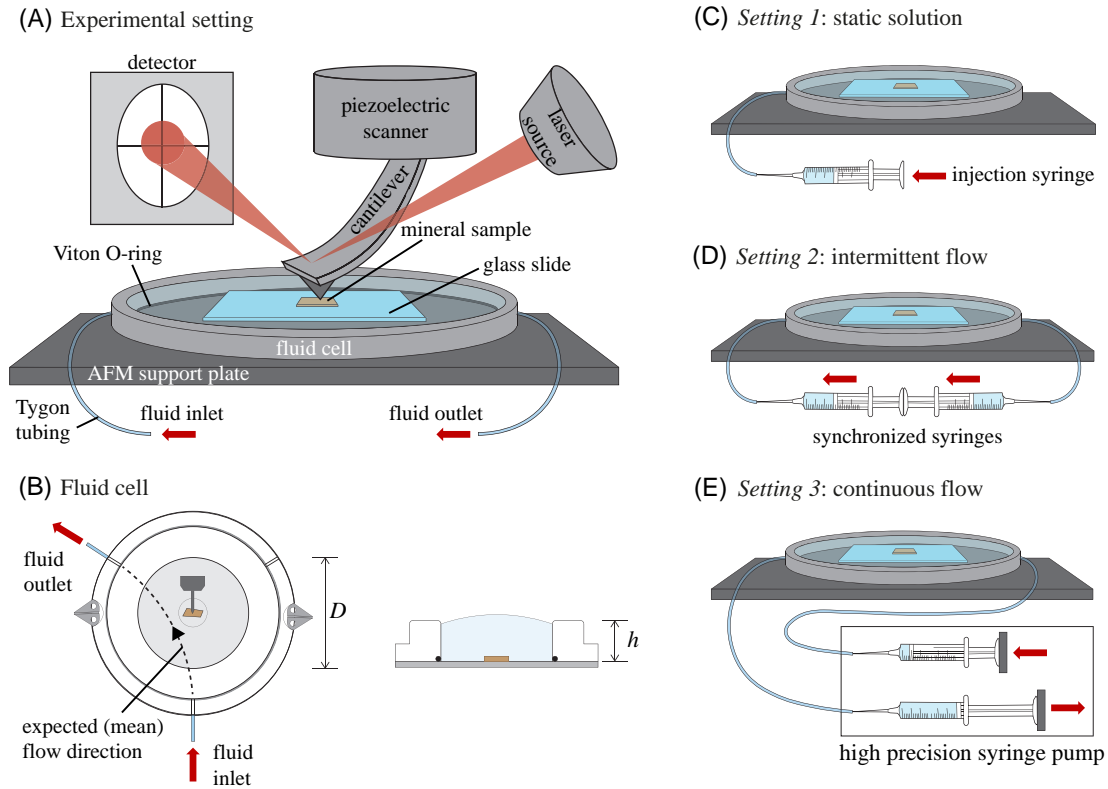 (A) Experimental setting
detector
piezoelectric
scanner
laser
source
cantilever
mineral sample
glass slide
Viton O-ring
fluid cell
AFM support plate
Tygon
tubing
fluid inlet
fluid outlet
(B) Fluid cell
fluid
outlet
D
h
expected (mean)
flow direction
fluid
inlet
(C) Setting 1: static solution
injection syringe
(D) Setting 2: intermittent flow
synchronized syringes
(E) Setting 3: continuous flow
high precision syringe pump